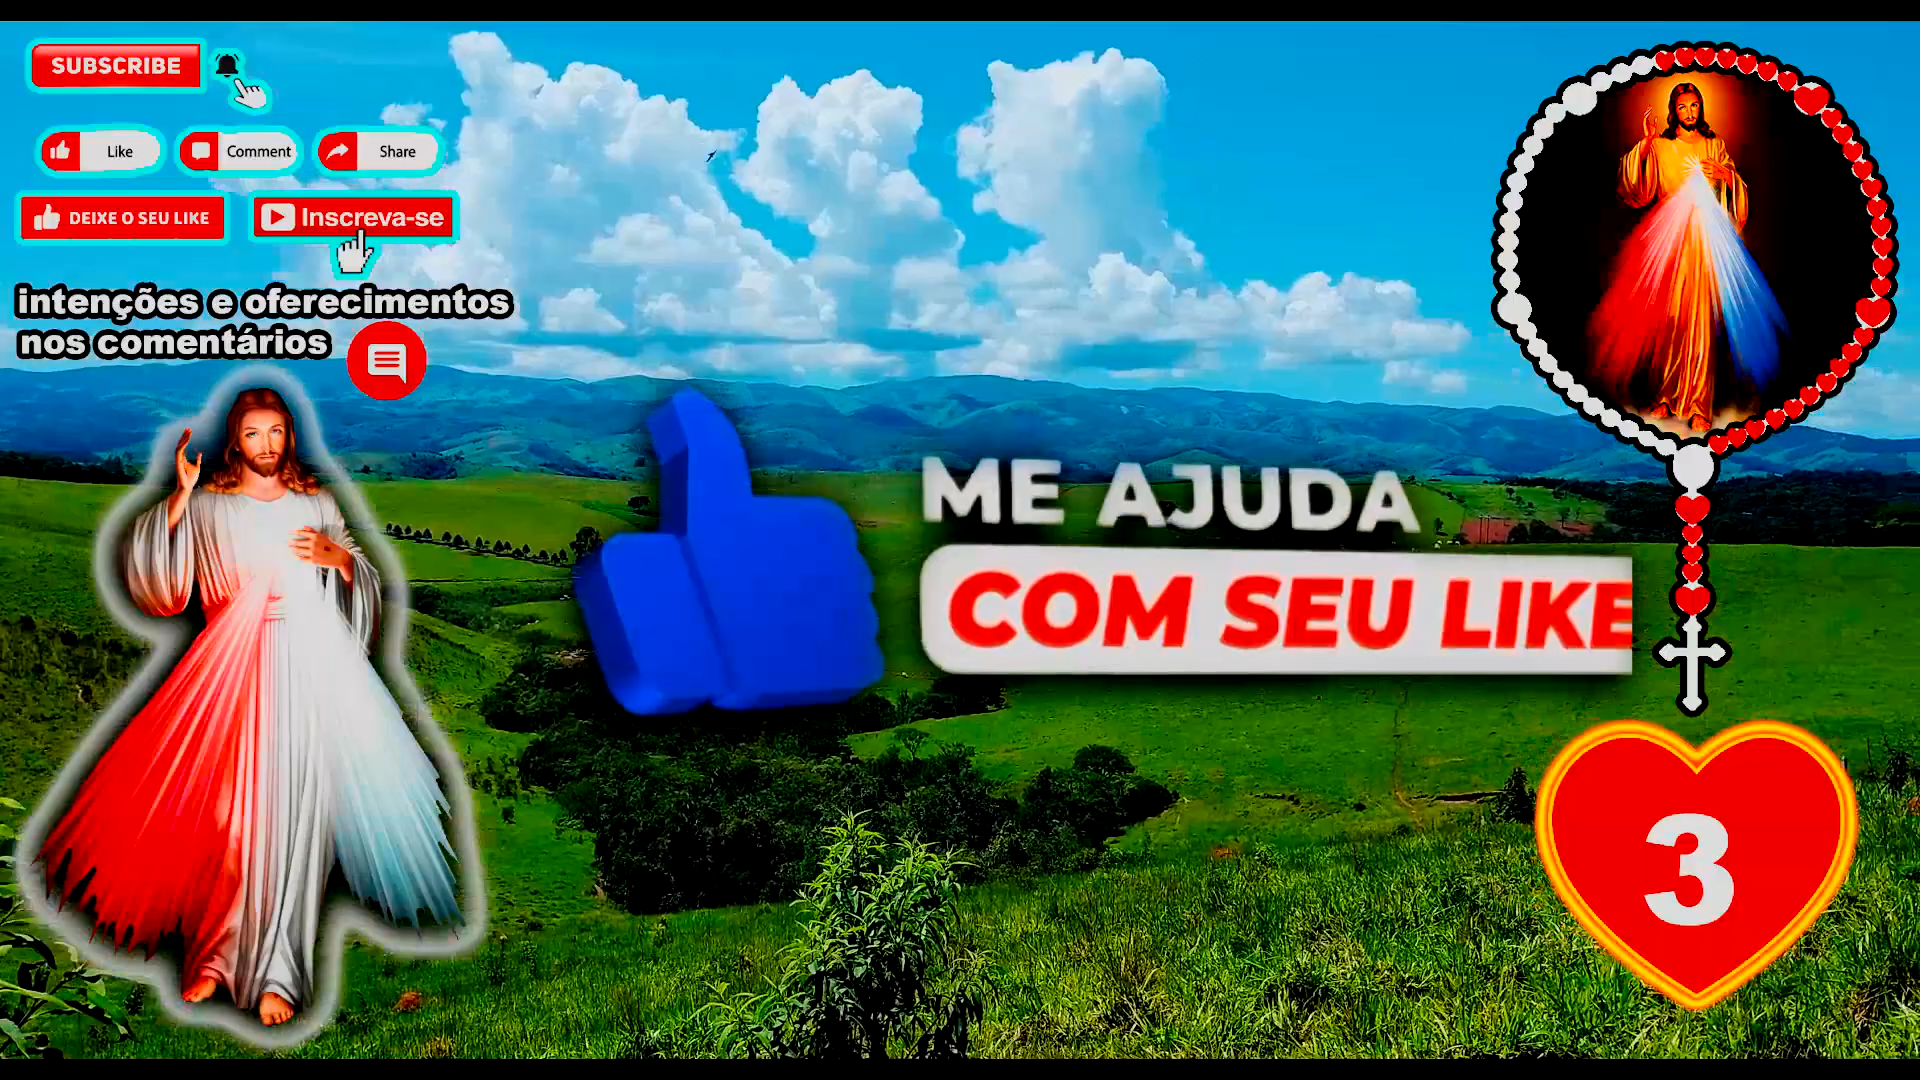 SUBSCRIBE
Like
Comment
Share
DEIXE O SEU LIKE
Inscreva-se
intenções e oferecimentos
nos comentários
ME AJUDA
COM SEU LIKE
3